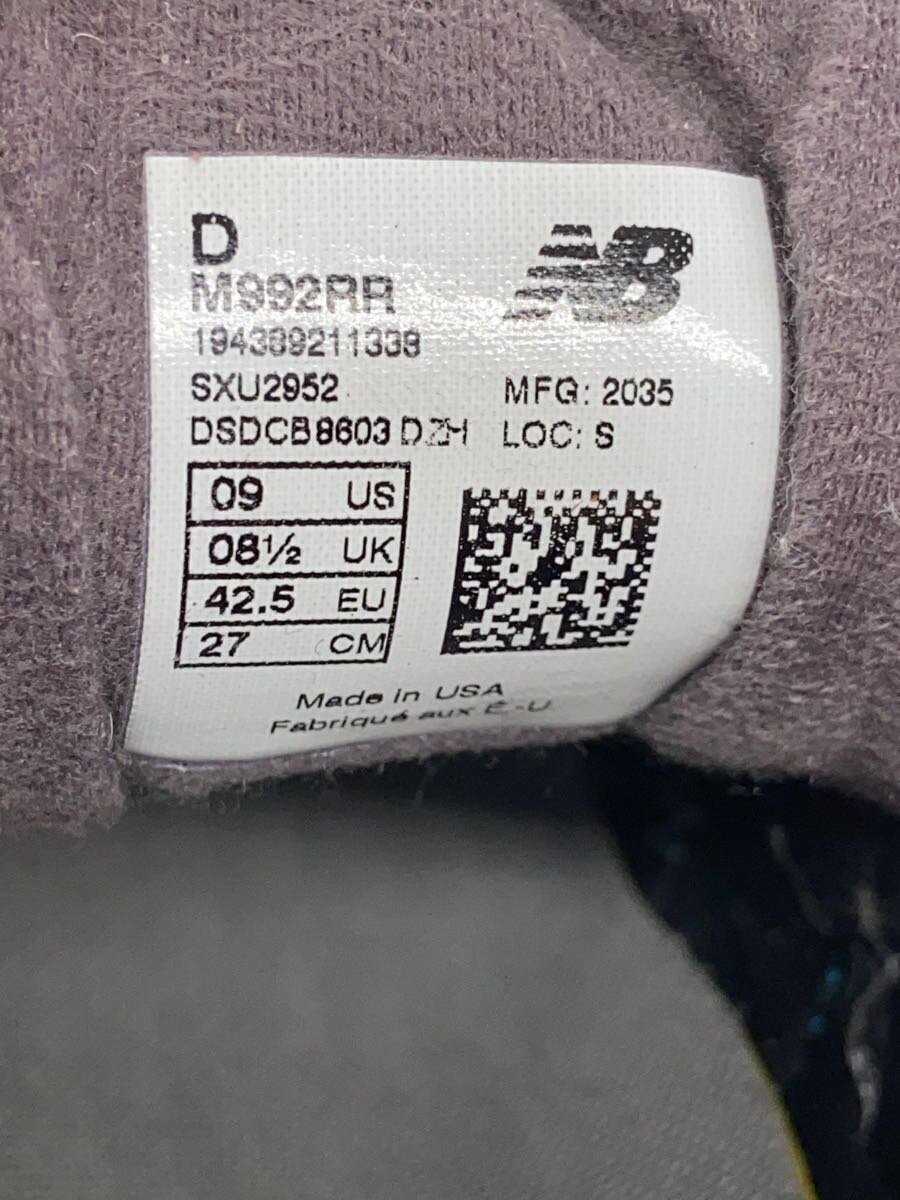 D
NB
M992RR
194389211338
SXU2952
MFG: 2035
DSDCB8603 DZH
LOC: S
09 US
08½ UK
42.5 EU
27 CM
Made in USA
Fabriqué aux É.-U.